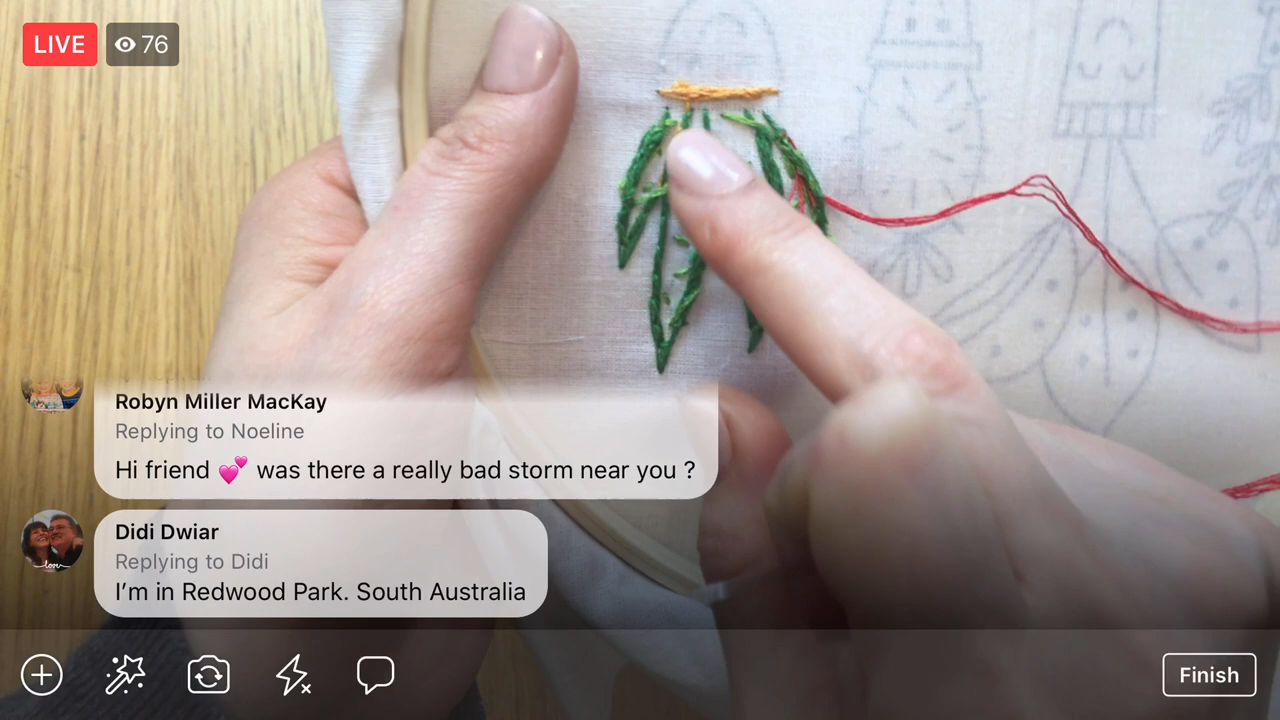 LIVE 76
Robyn Miller MacKay
Replying to Noeline
Hi friend 💕 was there a really bad storm near you ?
Didi Dwiar
Replying to Didi
I'm in Redwood Park. South Australia
love
Finish